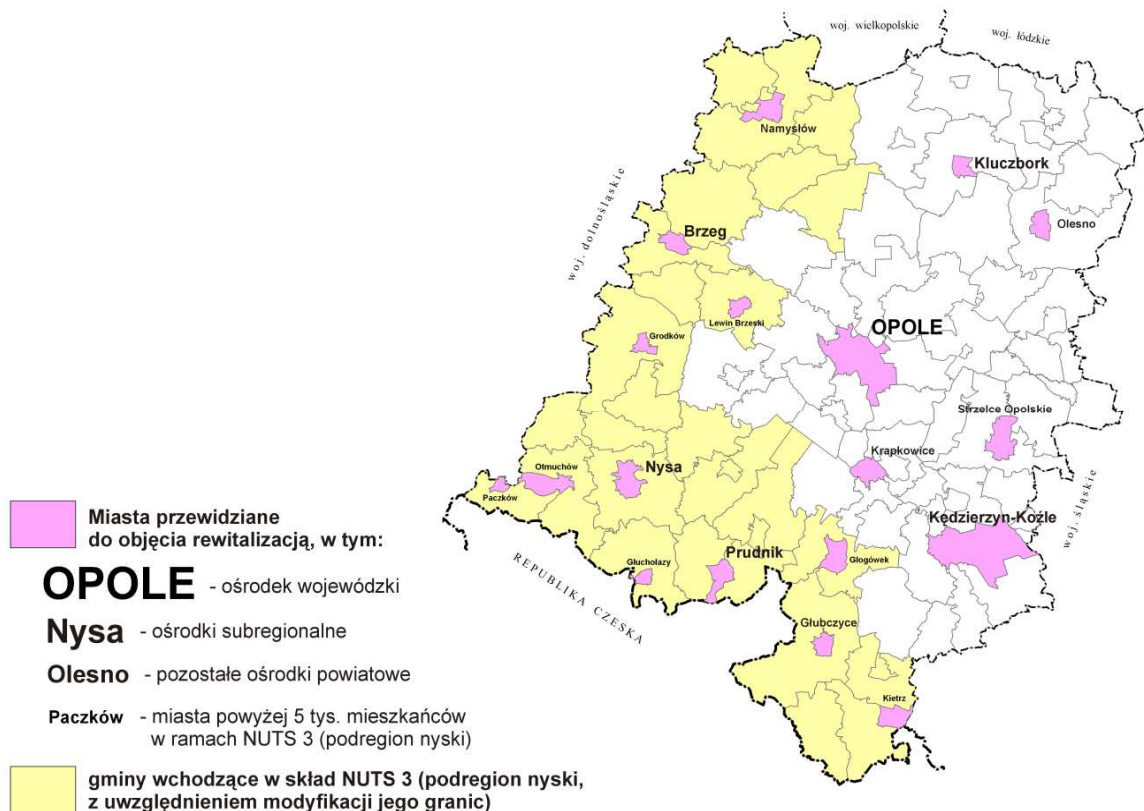 woj. wielkopolskie
woj. łódzkie
Namysłów
Kluczbork
Olesno
woj. dolnośląskie
Brzeg
Lewin Brzeski
OPOLE
Grodków
Strzelce Opolskie
Krapkowice
Nysa
Otmuchów
Paczków
woj. śląskie
Kędzierzyn-Koźle
Prudnik
Głogówek
Głuchołazy
REPUBLIKA CZESKA
Głubczyce
Kietrz
Miasta przewidziane
do objęcia rewitalizacją, w tym:
OPOLE - ośrodek wojewódzki
Nysa - ośrodki subregionalne
Olesno - pozostałe ośrodki powiatowe
Paczków - miasta powyżej 5 tys. mieszkańców
w ramach NUTS 3 (podregion nyski)
gminy wchodzące w skład NUTS 3 (podregion nyski,
z uwzględnieniem modyfikacji jego granic)